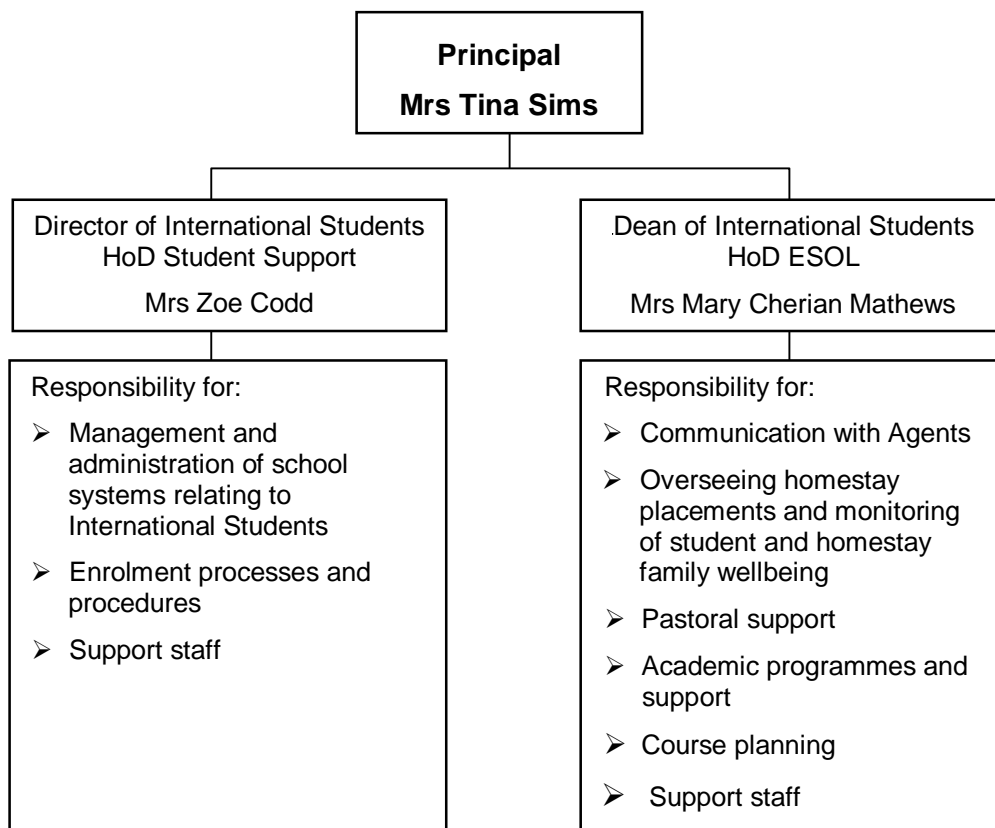 Principal
Mrs Tina Sims
Director of International Students
HoD Student Support
Mrs Zoe Codd
.Dean of International Students
HoD ESOL
Mrs Mary Cherian Mathews
Responsibility for:
➢ Management and
administration of school
systems relating to
International Students
➢ Enrolment processes and
procedures
➢ Support staff
Responsibility for:
➢ Communication with Agents
➢ Overseeing homestay
placements and monitoring
of student and homestay
family wellbeing
➢ Pastoral support
➢ Academic programmes and
support
➢ Course planning
➢ Support staff